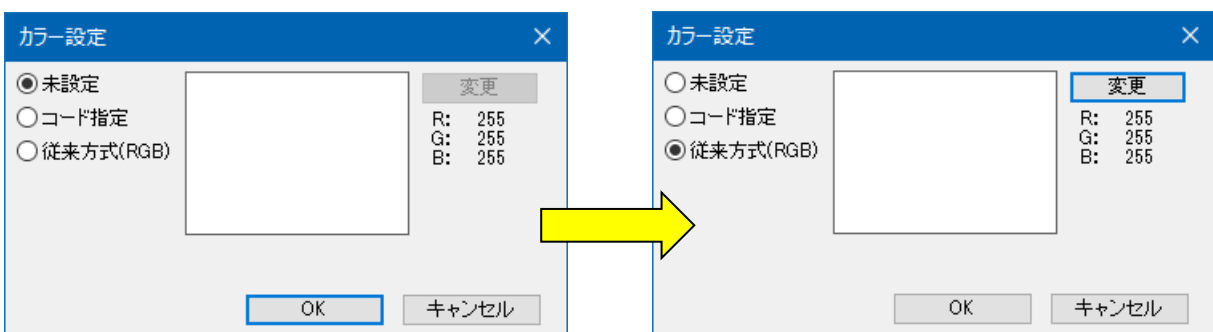 カラー設定
未設定
コード指定
従来方式(RGB)
変更
R: 255
G: 255
B: 255
OK
キャンセル
カラー設定
未設定
コード指定
従来方式(RGB)
変更
R: 255
G: 255
B: 255
OK
キャンセル